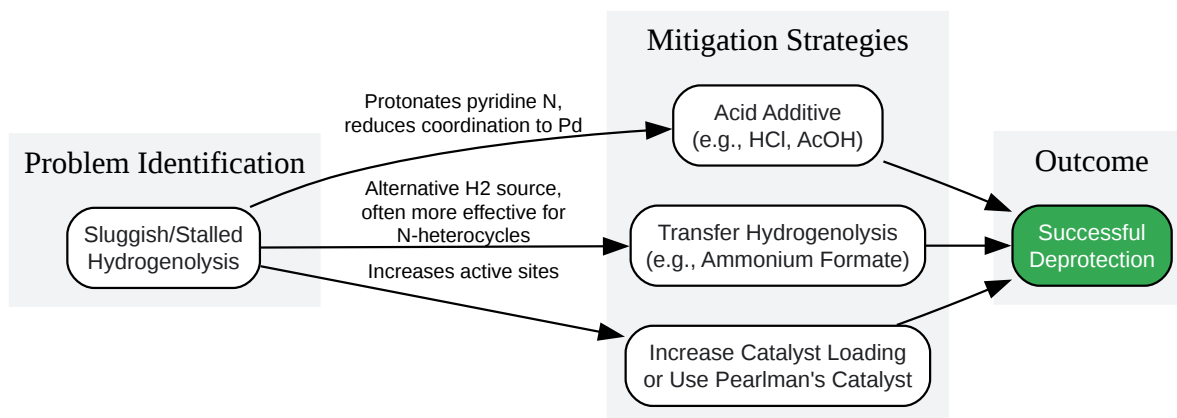 Problem Identification
Sluggish/Stalled
Hydrogenolysis
Protonates pyridine N,
reduces coordination to Pd
Alternative H2 source,
often more effective for
N-heterocycles
Increases active sites
Mitigation Strategies
Acid Additive
(e.g., HCl, AcOH)
Transfer Hydrogenolysis
(e.g., Ammonium Formate)
Increase Catalyst Loading
or Use Pearlman's Catalyst
Outcome
Successful
Deprotection